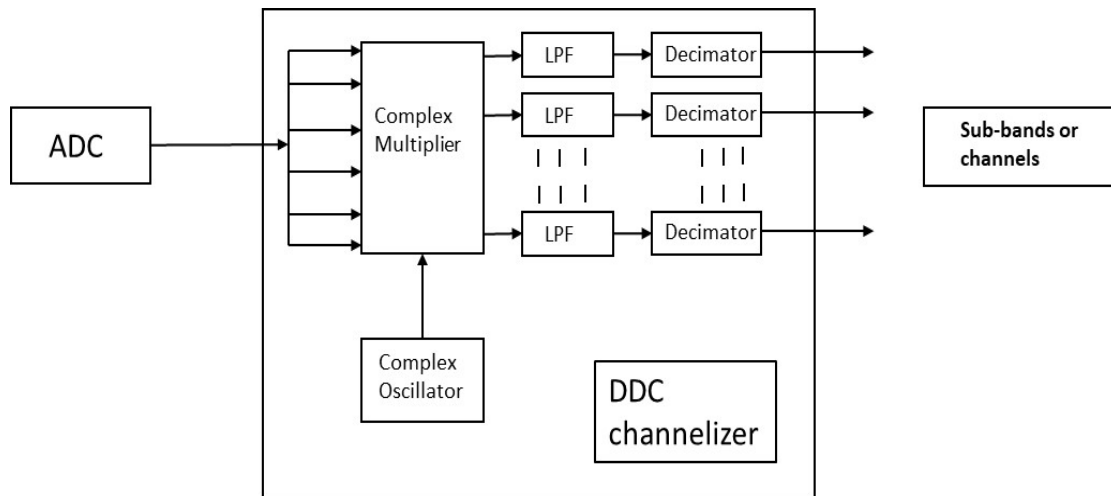 ADC
Complex
Multiplier
LPF
Decimator
LPF
Decimator
LPF
Decimator
Sub-bands or
channels
Complex
Oscillator
DDC
channelizer